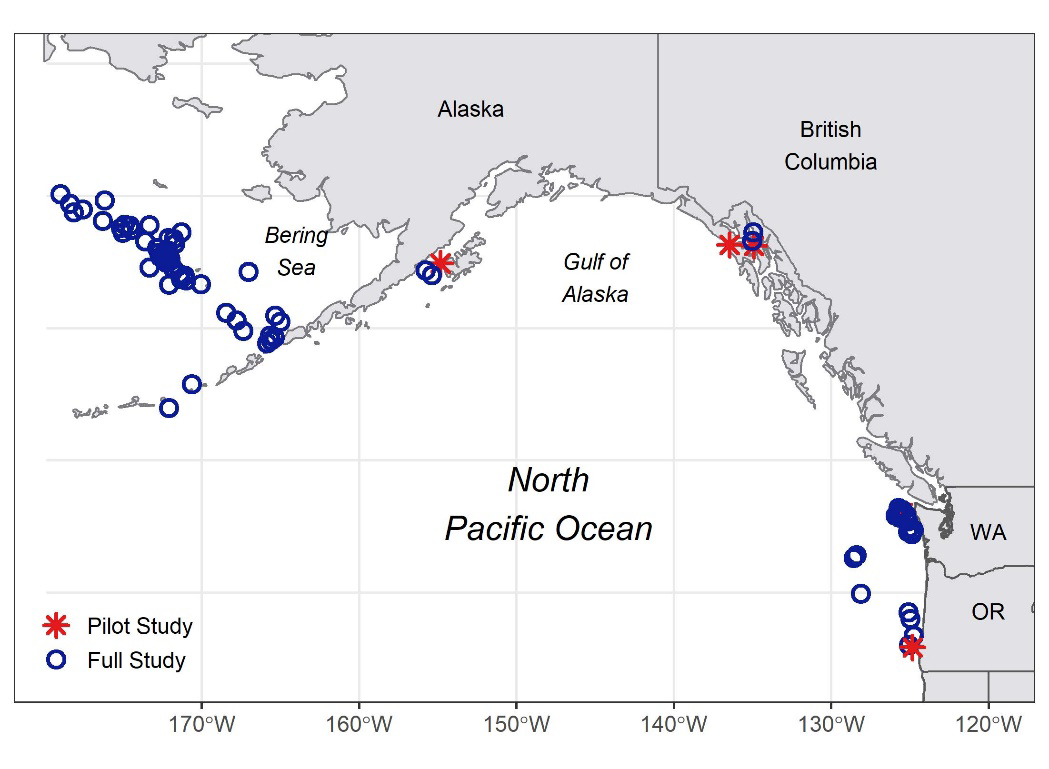 Alaska
British
Columbia
Bering
Sea
Gulf of
Alaska
North
Pacific Ocean
WA
OR
Pilot Study
Full Study
170°W
160°W
150°W
140°W
130°W
120°W